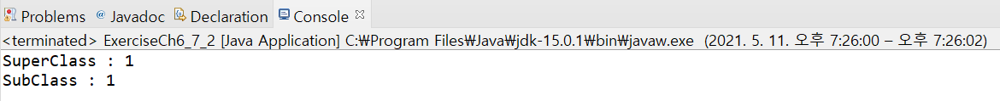 Problems @ Javadoc Declaration Console
<terminated> ExerciseCh6_7_2 [Java Application] C:₩Program Files₩Java₩jdk-15.0.1₩bin₩javaw.exe (2021. 5. 11. 오후 7:26:00 – 오후 7:26:02)
SuperClass : 1
SubClass : 1